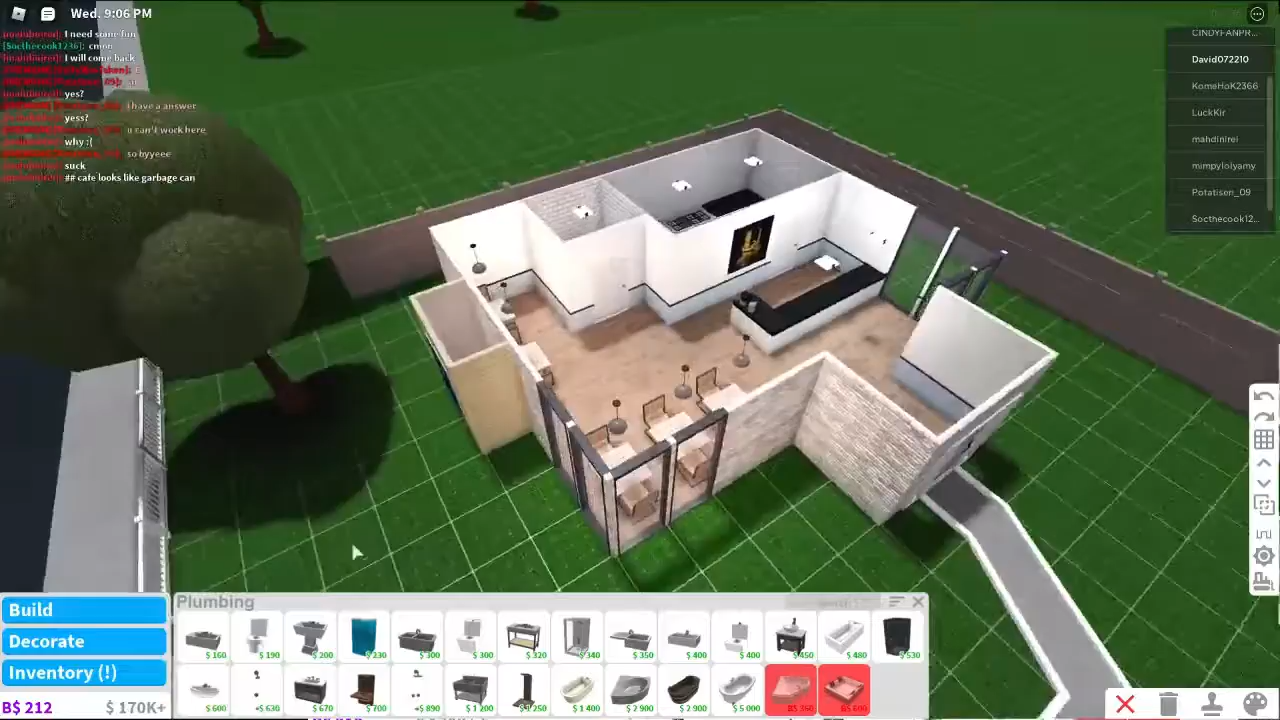 Wed. 9:06 PM
I need some fun
[Socthecook1236]: cmon
I will come back
yes?
i have a answer
yess?
u can't work here
why :(
so byyeee
suck
## cafe looks like garbage can
CINDYFANPR...
David072210
KomeHoK2366
LuckKir
mahdinirei
mimpylolyamy
Potatisen_09
Socthecook12...
Build
Decorate
Inventory (!)
B$ 212
$ 170K+
Plumbing
$ 160
$ 190
$ 200
$ 230
$ 300
$ 300
$ 320
$ 340
$ 350
$ 400
$ 400
$ 450
$ 480
$ 530
$ 600
$ 630
$ 670
$ 700
$ 890
$ 1 200
$ 1 250
$ 1 400
$ 2 900
$ 2 900
$ 5 000
B$ 360
B$ 600